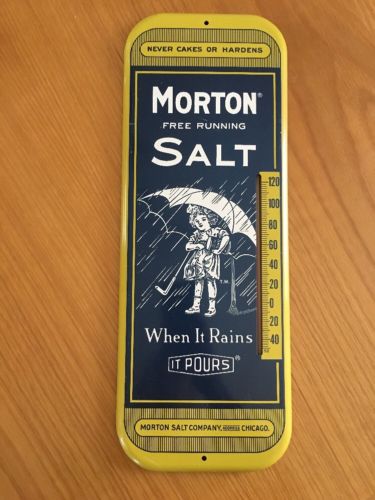 NEVER CAKES OR HARDENS
MORTON®
FREE RUNNING
SALT
120
100
80
60
40
20
0
20
40
T.M.
When It Rains
IT POURS®
MORTON SALT COMPANY, CHICAGO.